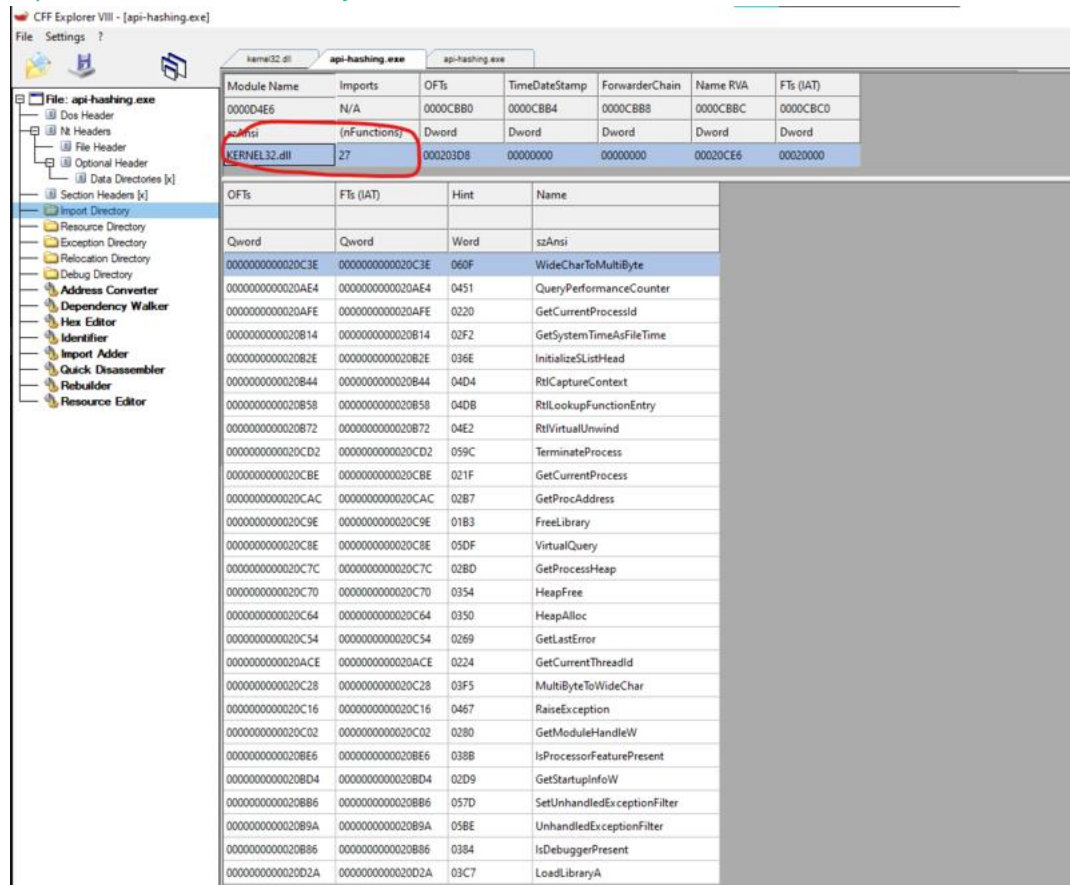 CFF Explorer VIII - [api-hashing.exe]
File Settings ?
kernel32.dll api-hashing.exe api-hashing.exe
File: api-hashing.exe
Dos Header
Nt Headers
File Header
Optional Header
Data Directories [x]
Section Headers [x]
Import Directory
Resource Directory
Exception Directory
Relocation Directory
Debug Directory
Address Converter
Dependency Walker
Hex Editor
Identifier
Import Adder
Quick Disassembler
Rebuilder
Resource Editor
Module Name Imports OFTs TimeDateStamp ForwarderChain Name RVA FTs (IAT)
0000D4E6 N/A 0000CBB0 0000CBB4 0000CBB8 0000CBBC 0000CBC0
szAnsi (nFunctions) Dword Dword Dword Dword Dword
KERNEL32.dll 27 000203D8 00000000 00000000 00020CE6 00020000
OFTs FTs (IAT) Hint Name
Qword Qword Word szAnsi
0000000000020C3E 0000000000020C3E 060F WideCharToMultiByte
0000000000020AE4 0000000000020AE4 0451 QueryPerformanceCounter
0000000000020AFE 0000000000020AFE 0220 GetCurrentProcessId
0000000000020B14 0000000000020B14 02F2 GetSystemTimeAsFileTime
0000000000020B2E 0000000000020B2E 036E InitializeSListHead
0000000000020B44 0000000000020B44 04D4 RtlCaptureContext
0000000000020B58 0000000000020B58 04DB RtlLookupFunctionEntry
0000000000020B72 0000000000020B72 04E2 RtlVirtualUnwind
0000000000020CD2 0000000000020CD2 059C TerminateProcess
0000000000020CBE 0000000000020CBE 021F GetCurrentProcess
0000000000020CAC 0000000000020CAC 02B7 GetProcAddress
0000000000020C9E 0000000000020C9E 01B3 FreeLibrary
0000000000020C8E 0000000000020C8E 05DF VirtualQuery
0000000000020C7C 0000000000020C7C 02BD GetProcessHeap
0000000000020C70 0000000000020C70 0354 HeapFree
0000000000020C64 0000000000020C64 0350 HeapAlloc
0000000000020C54 0000000000020C54 0269 GetLastError
0000000000020ACE 0000000000020ACE 0224 GetCurrentThreadId
0000000000020C28 0000000000020C28 03F5 MultiByteToWideChar
0000000000020C16 0000000000020C16 0467 RaiseException
0000000000020C02 0000000000020C02 0280 GetModuleHandleW
0000000000020BE6 0000000000020BE6 038B IsProcessorFeaturePresent
0000000000020BD4 0000000000020BD4 02D9 GetStartupInfoW
0000000000020BB6 0000000000020BB6 057D SetUnhandledExceptionFilter
0000000000020B9A 0000000000020B9A 05BE UnhandledExceptionFilter
0000000000020B86 0000000000020B86 0384 IsDebuggerPresent
0000000000020D2A 0000000000020D2A 03C7 LoadLibraryA